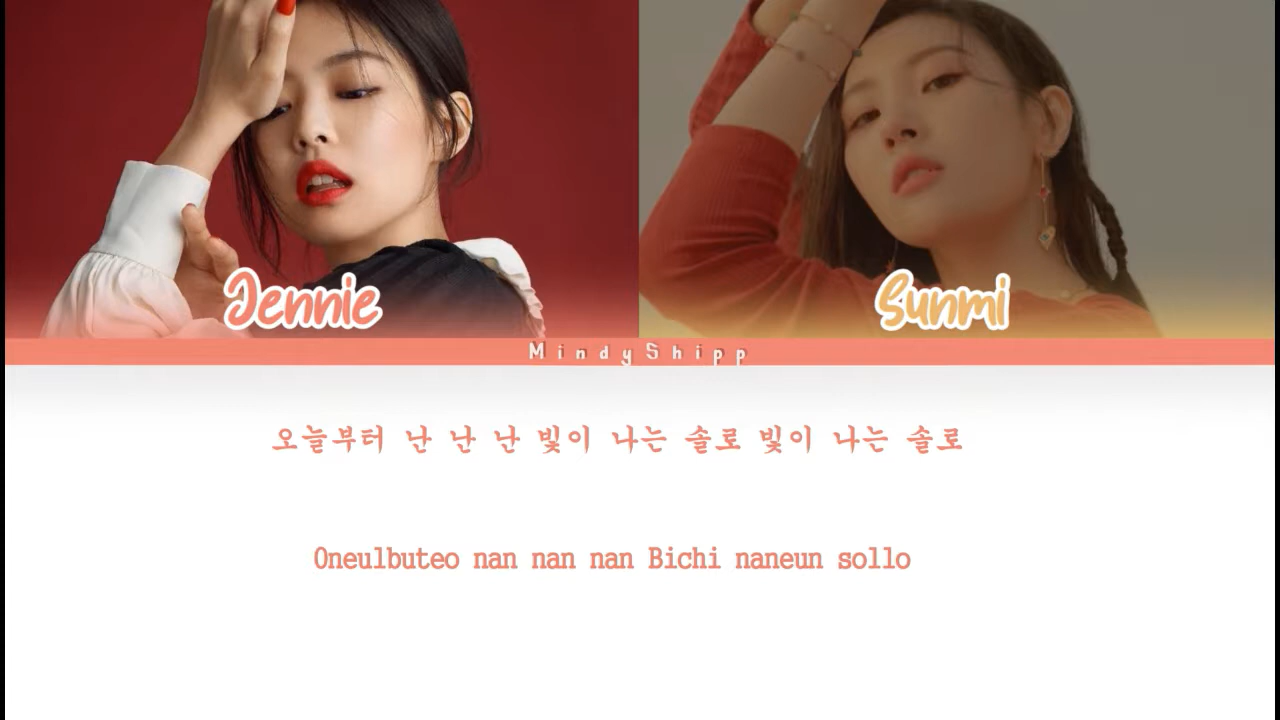 Jennie
Sunmi
MindyShipp
오늘부터 난 난 난 빛이 나는 솔로 빛이 나는 솔로
Oneulbuteo nan nan nan Bichi naneun sollo